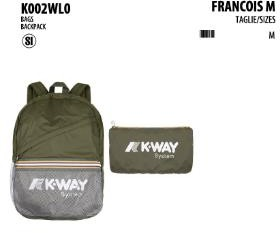 K002WL0
BAGS
BACKPACK
SI
FRANCOIS M
TAGLIE/SIZES
M
K-WAY
System
K-WAY
System